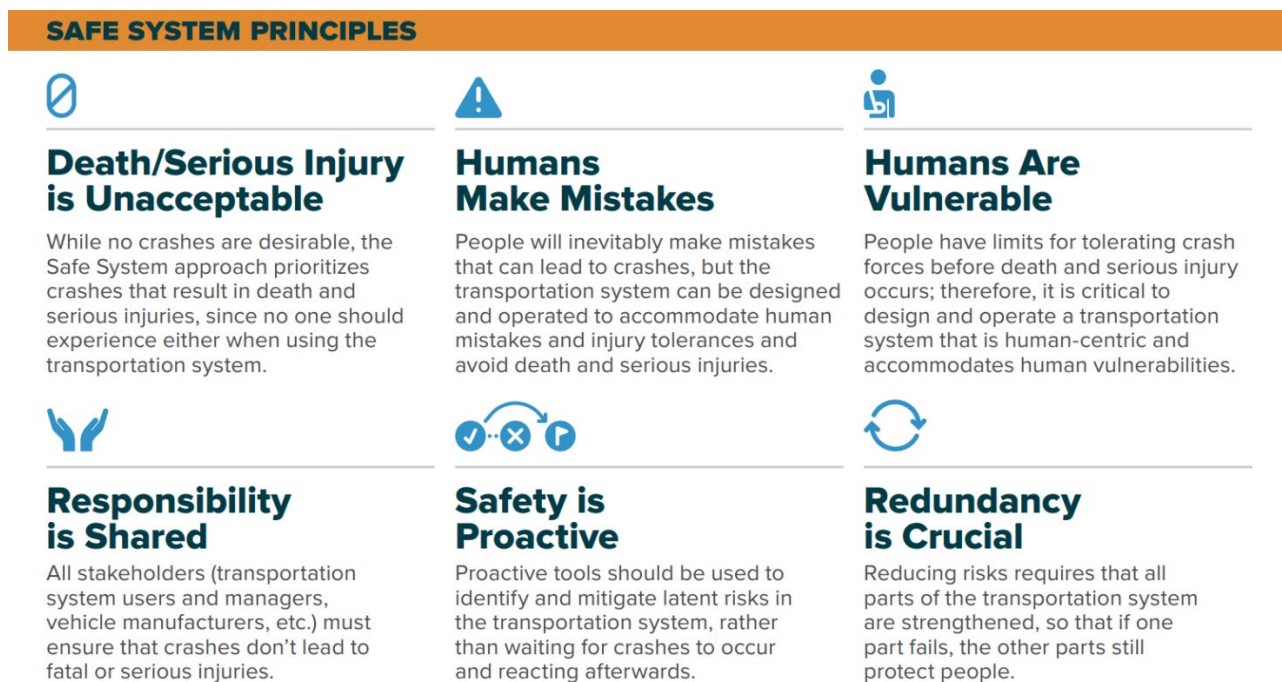 SAFE SYSTEM PRINCIPLES
Death/Serious Injury
is Unacceptable
While no crashes are desirable, the
Safe System approach prioritizes
crashes that result in death and
serious injuries, since no one should
experience either when using the
transportation system.
Humans
Make Mistakes
People will inevitably make mistakes
that can lead to crashes, but the
transportation system can be designed
and operated to accommodate human
mistakes and injury tolerances and
avoid death and serious injuries.
Humans Are
Vulnerable
People have limits for tolerating crash
forces before death and serious injury
occurs; therefore, it is critical to
design and operate a transportation
system that is human-centric and
accommodates human vulnerabilities.
Responsibility
is Shared
All stakeholders (transportation
system users and managers,
vehicle manufacturers, etc.) must
ensure that crashes don't lead to
fatal or serious injuries.
Safety is
Proactive
Proactive tools should be used to
identify and mitigate latent risks in
the transportation system, rather
than waiting for crashes to occur
and reacting afterwards.
Redundancy
is Crucial
Reducing risks requires that all
parts of the transportation system
are strengthened, so that if one
part fails, the other parts still
protect people.